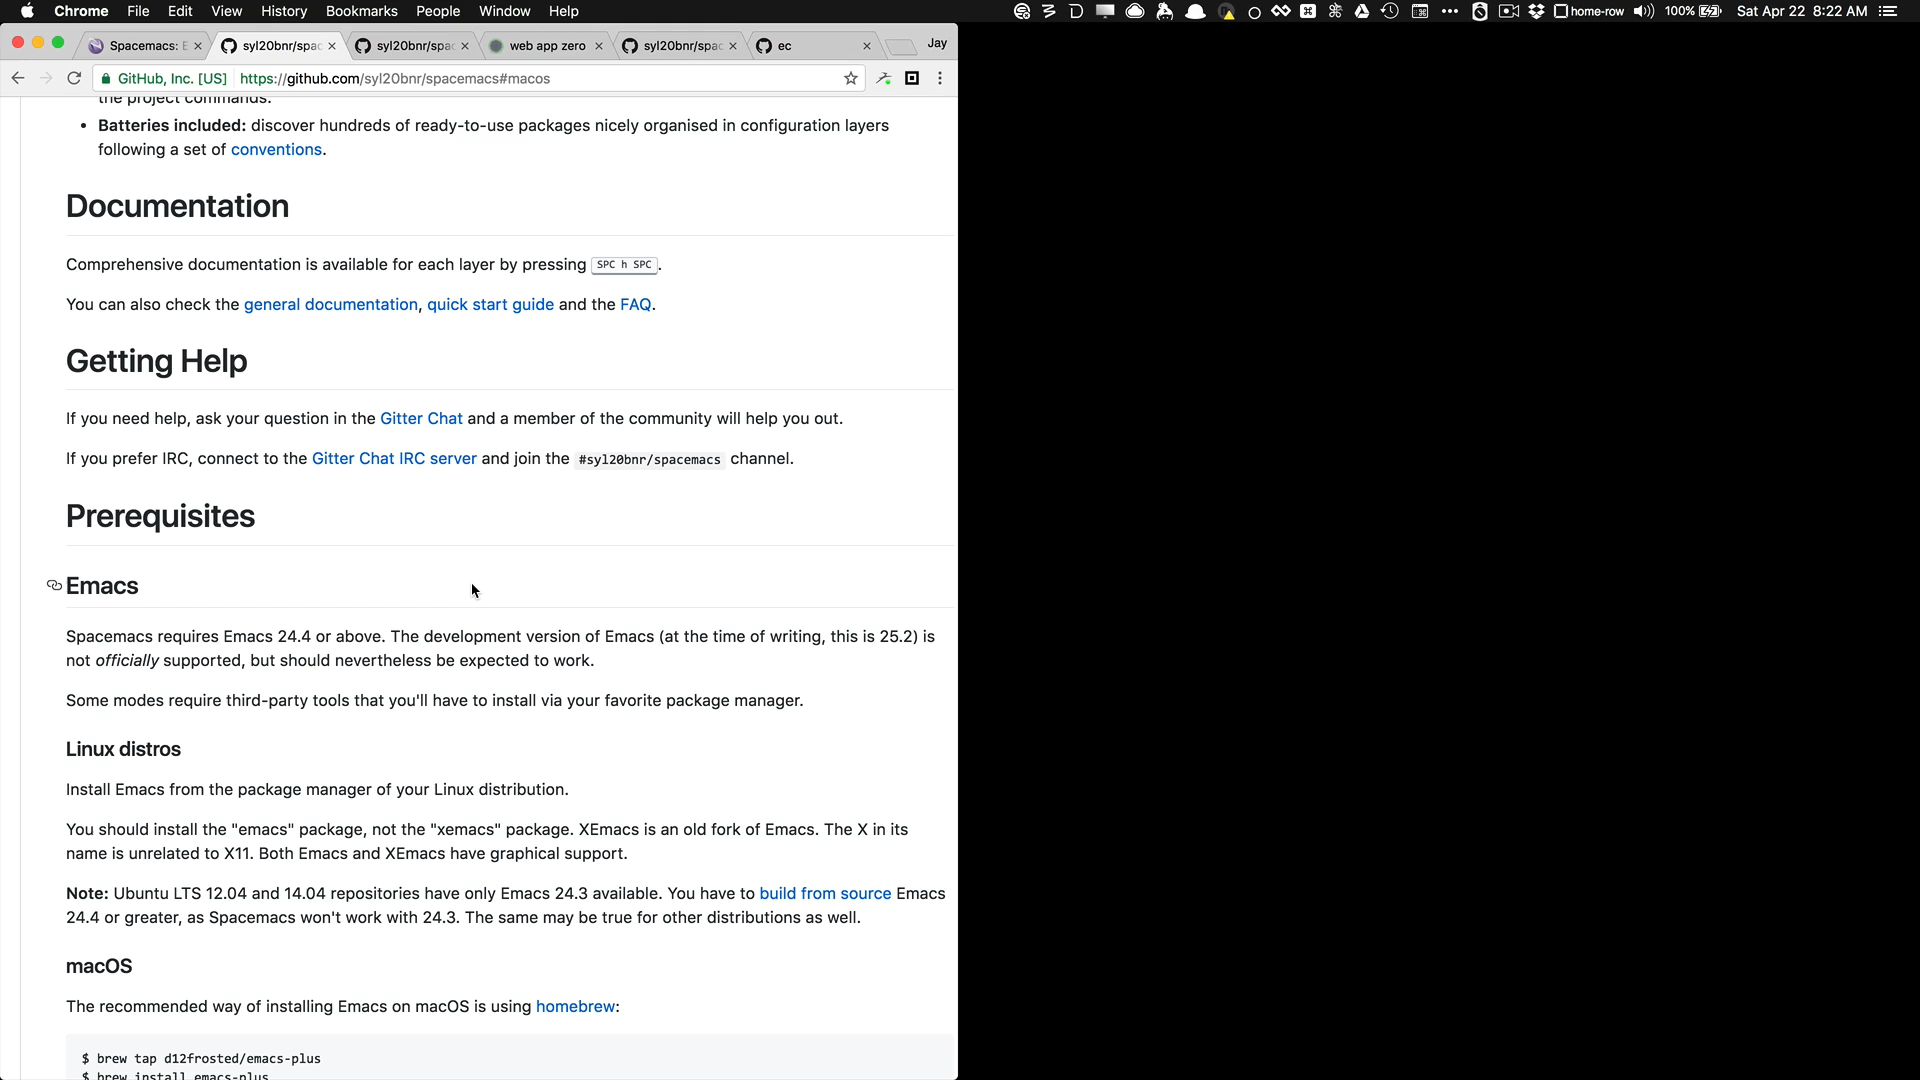 Chrome File Edit View History Bookmarks People Window Help
home-row 100% Sat Apr 22 8:22 AM
Spacemacs: E syl20bnr/spac syl20bnr/spac web app zero syl20bnr/spac ec Jay
GitHub, Inc. [US] https://github.com/syl20bnr/spacemacs#macos
the project commands.
• Batteries included: discover hundreds of ready-to-use packages nicely organised in configuration layers
following a set of conventions.
Documentation
Comprehensive documentation is available for each layer by pressing SPC h SPC.
You can also check the general documentation, quick start guide and the FAQ.
Getting Help
If you need help, ask your question in the Gitter Chat and a member of the community will help you out.
If you prefer IRC, connect to the Gitter Chat IRC server and join the #syl20bnr/spacemacs channel.
Prerequisites
Emacs
Spacemacs requires Emacs 24.4 or above. The development version of Emacs (at the time of writing, this is 25.2) is
not officially supported, but should nevertheless be expected to work.
Some modes require third-party tools that you'll have to install via your favorite package manager.
Linux distros
Install Emacs from the package manager of your Linux distribution.
You should install the "emacs" package, not the "xemacs" package. XEmacs is an old fork of Emacs. The X in its
name is unrelated to X11. Both Emacs and XEmacs have graphical support.
Note: Ubuntu LTS 12.04 and 14.04 repositories have only Emacs 24.3 available. You have to build from source Emacs
24.4 or greater, as Spacemacs won't work with 24.3. The same may be true for other distributions as well.
macOS
The recommended way of installing Emacs on macOS is using homebrew:
$ brew tap d12frosted/emacs-plus
$ brew install emacs-plus